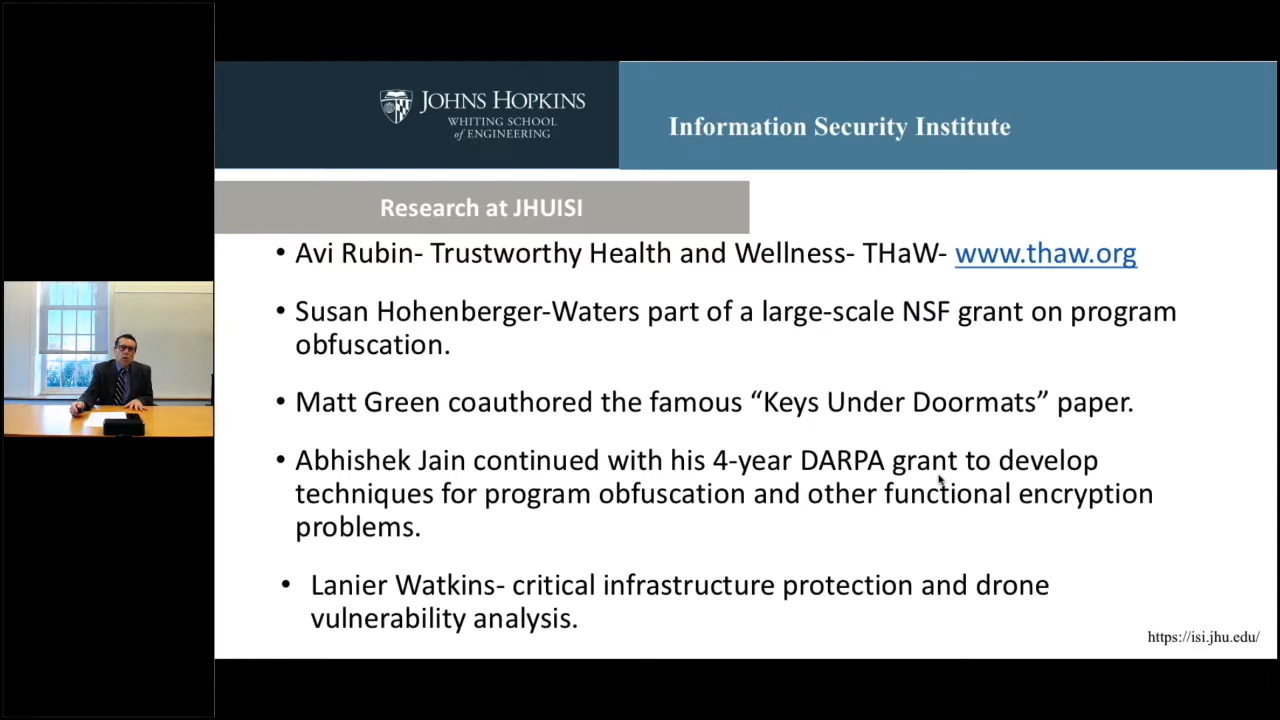 JOHNS HOPKINS
WHITING SCHOOL
of ENGINEERING
Information Security Institute
Research at JHUISI
• Avi Rubin- Trustworthy Health and Wellness- THaW- www.thaw.org
• Susan Hohenberger-Waters part of a large-scale NSF grant on program
obfuscation.
• Matt Green coauthored the famous “Keys Under Doormats” paper.
• Abhishek Jain continued with his 4-year DARPA grant to develop
techniques for program obfuscation and other functional encryption
problems.
• Lanier Watkins- critical infrastructure protection and drone
vulnerability analysis.
https://isi.jhu.edu/